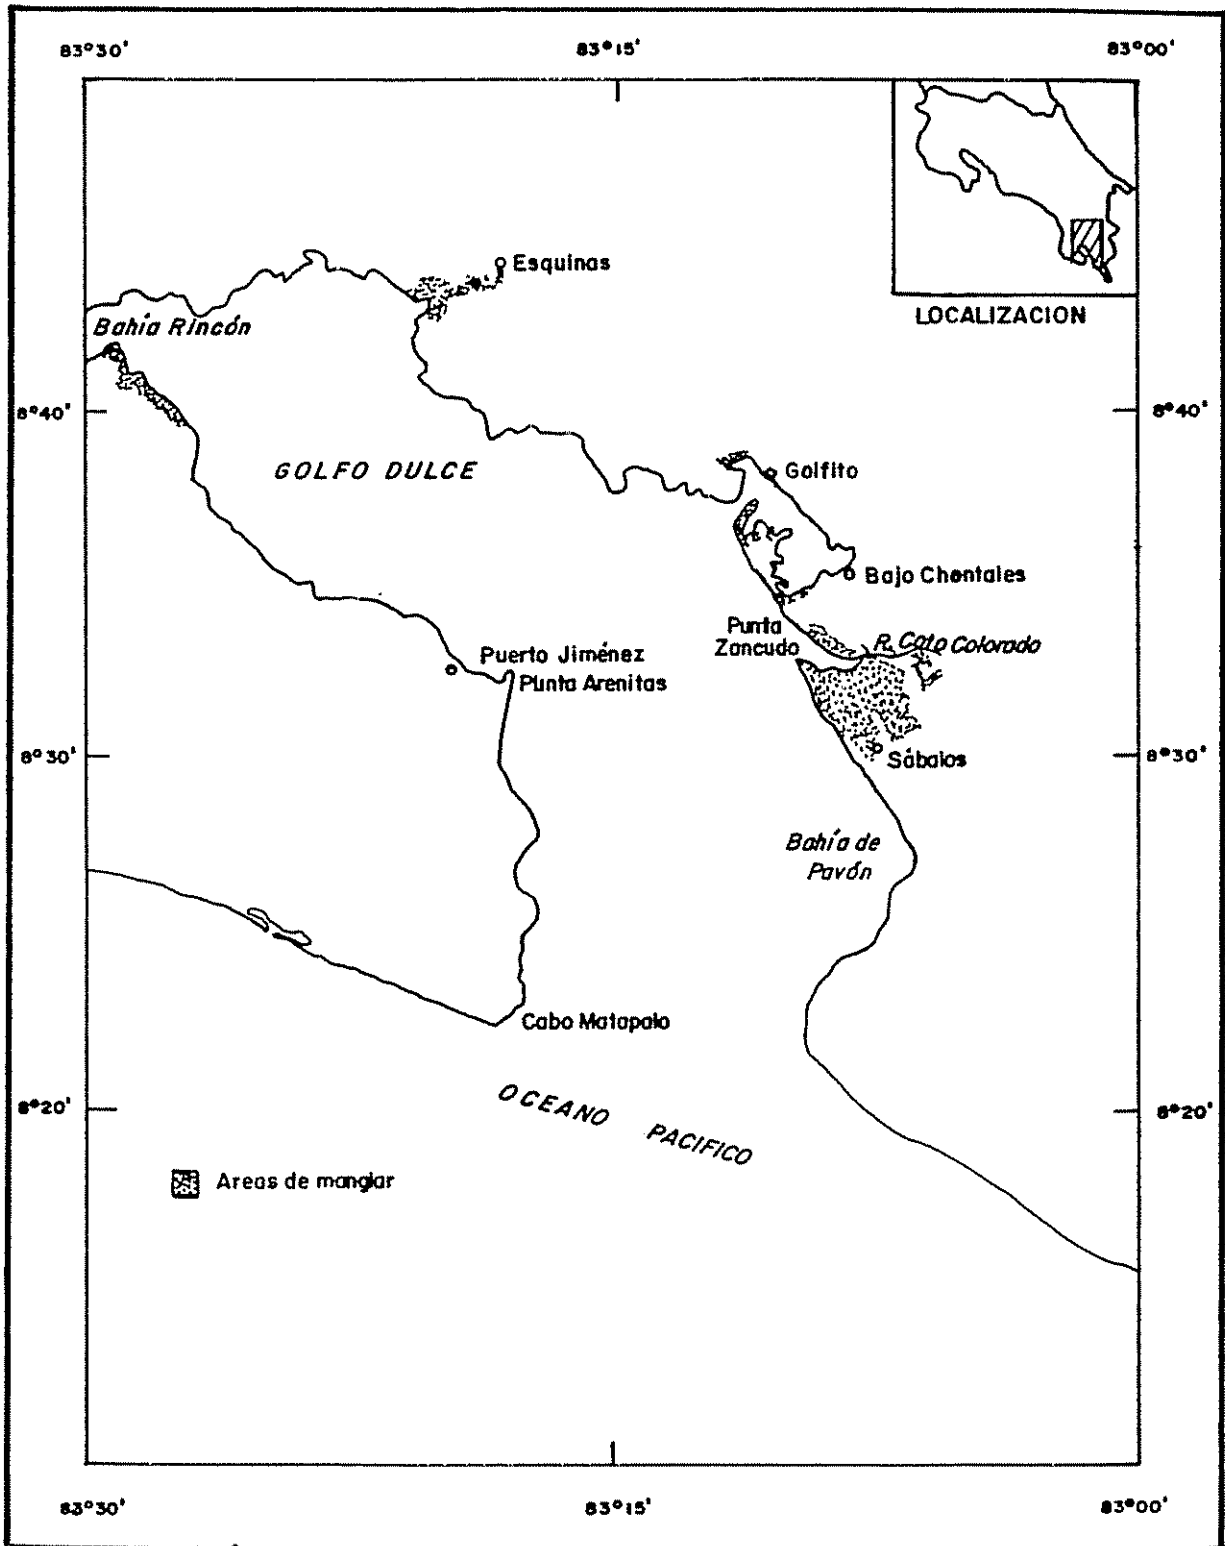 83°30' 83°15' 83°00'
Esquinas
LOCALIZACION
Bahía Rincón
8°40' 8°40'
GOLFO DULCE
Golfito
Bajo Chontales
Punta
Zancudo
R. Coto Colorado
Puerto Jiménez
Punta Arenitas
8°30' 8°30'
Sábalos
Bahía de
Pavón
Cabo Matapalo
8°20' 8°20'
OCEANO PACIFICO
Areas de manglar
83°30' 83°15' 83°00'